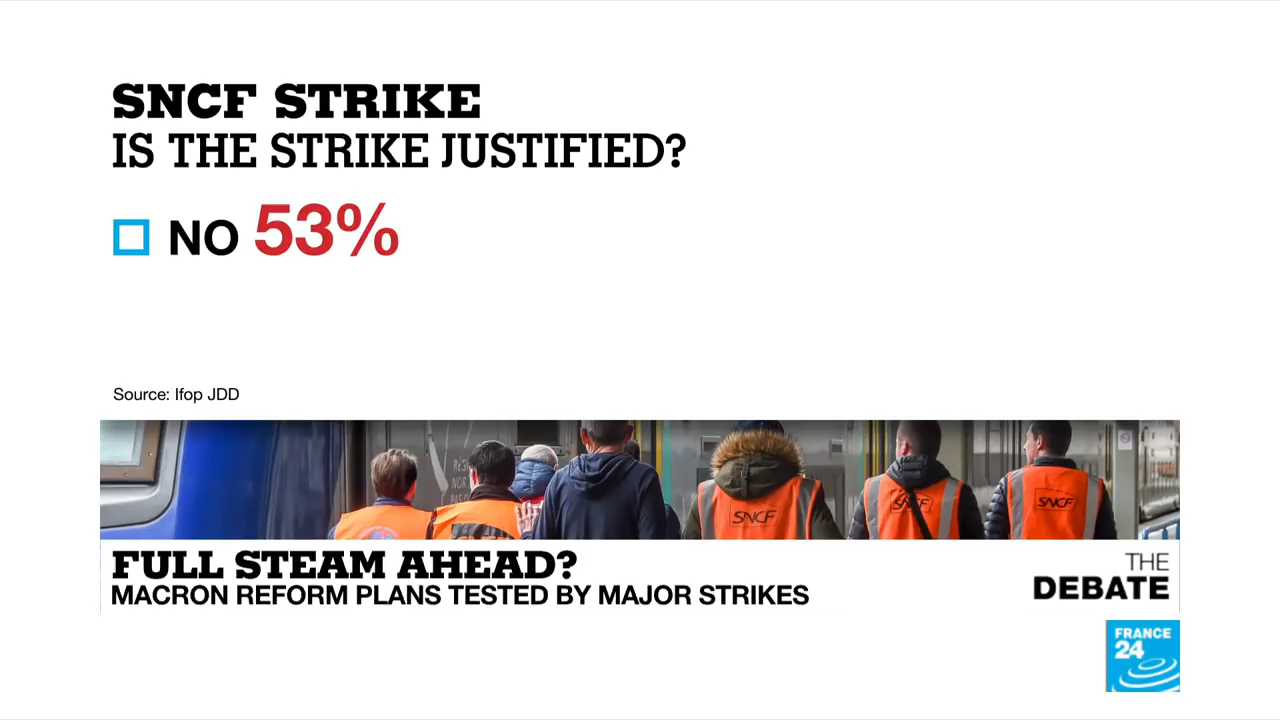 SNCF STRIKE
IS THE STRIKE JUSTIFIED?
NO 53%
Source: Ifop JDD
SNCF
SNCF
SNCF
FULL STEAM AHEAD?
MACRON REFORM PLANS TESTED BY MAJOR STRIKES
THE
DEBATE
FRANCE
24